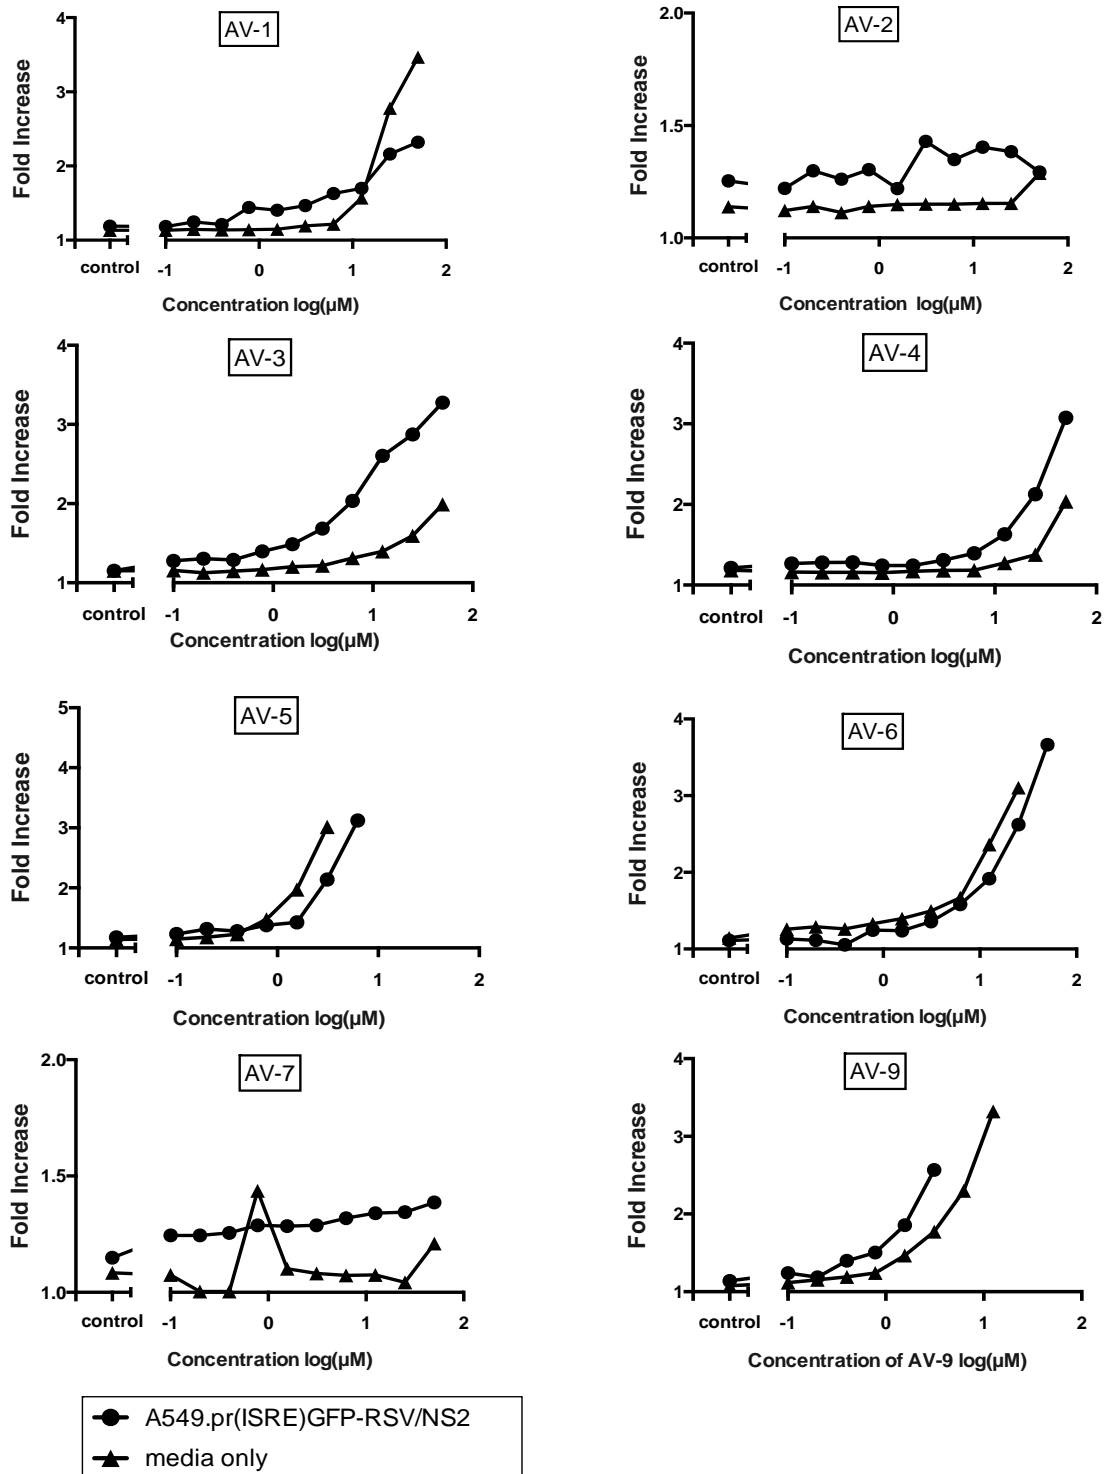 AV-1
4
3
2
1
Fold Increase
control
-1 0 1 2
Concentration log(µM)
AV-2
2.0
1.5
1.0
Fold Increase
control
-1 0 1 2
Concentration log(µM)
AV-3
4
3
2
1
Fold Increase
control
-1 0 1 2
Concentration log(µM)
AV-4
4
3
2
1
Fold Increase
control
-1 0 1 2
Concentration log(µM)
AV-5
5
4
3
2
1
Fold Increase
control
-1 0 1 2
Concentration log(µM)
AV-6
4
3
2
1
Fold Increase
control
-1 0 1 2
Concentration log(µM)
AV-7
2.0
1.5
1.0
Fold Increase
control
-1 0 1 2
Concentration log(µM)
AV-9
4
3
2
1
Fold Increase
control
-1 0 1 2
Concentration of AV-9 log(µM)
A549.pr(ISRE)GFP-RSV/NS2
media only